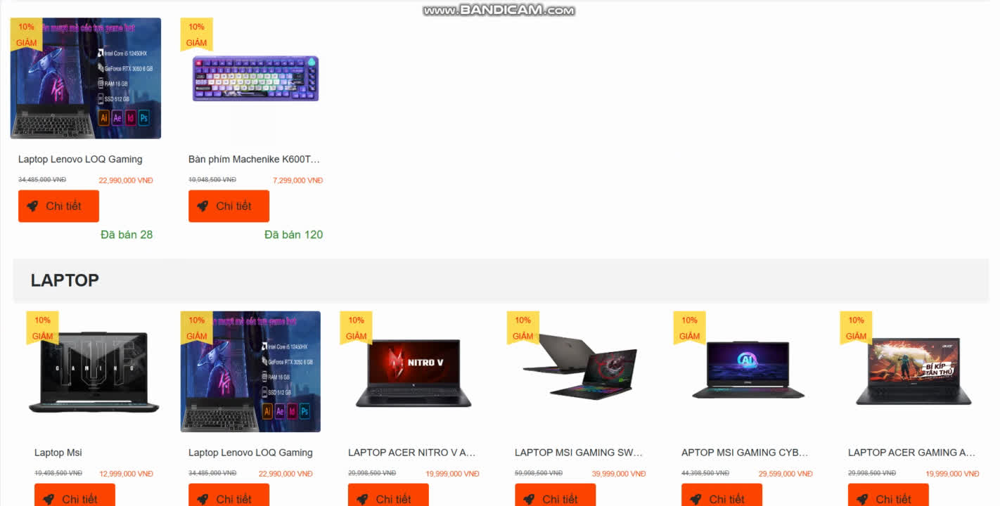 www.BANDICAM.com
10%
GIẢM
mượt mà các tựa game hot
Intel Core i5 12450HX
GeForce RTX 3050 6 GB
RAM 16 GB
SSD 512 GB
Ai Ae Id Ps
10%
GIẢM
Laptop Lenovo LOQ Gaming
34,485,000 VNĐ 22,990,000 VNĐ
Chi tiết
Đã bán 28
Bàn phím Machenike K600T...
10,948,500 VNĐ 7,299,000 VNĐ
Chi tiết
Đã bán 120
LAPTOP
10%
GIẢM
TUF
GAMING
Laptop Msi
19,498,500 VNĐ 12,999,000 VNĐ
Chi tiết
10%
GIẢM
mượt mà các tựa game hot
Intel Core i5 12450HX
GeForce RTX 3050 6 GB
RAM 16 GB
SSD 512 GB
Ai Ae Id Ps
Laptop Lenovo LOQ Gaming
34,485,000 VNĐ 22,990,000 VNĐ
Chi tiết
10%
GIẢM
NITRO V
LAPTOP ACER NITRO V A...
29,998,500 VNĐ 19,999,000 VNĐ
Chi tiết
10%
GIẢM
LAPTOP MSI GAMING SW...
59,998,500 VNĐ 39,999,000 VNĐ
Chi tiết
10%
GIẢM
AI
APTOP MSI GAMING CYB...
44,398,500 VNĐ 29,599,000 VNĐ
Chi tiết
10%
GIẢM
acer
BÍ KÍP
TÂN THỦ
LAPTOP ACER GAMING A...
29,998,500 VNĐ 19,999,000 VNĐ
Chi tiết